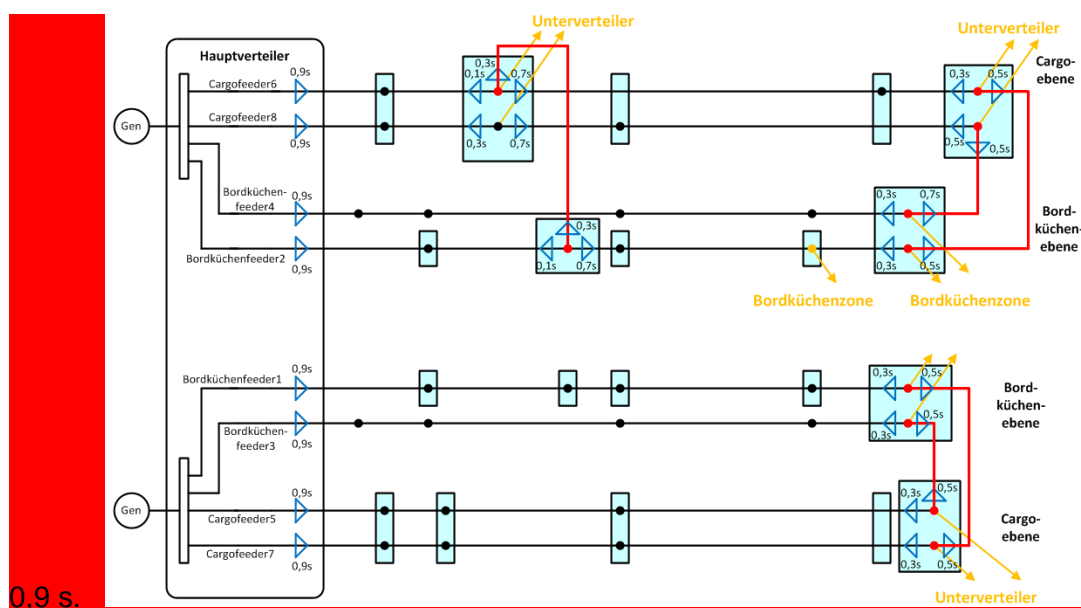 Unterverteiler
Unterverteiler
Hauptverteiler
0,9s
0,3s
0,1s
0,7s
0,3s
0,5s
Cargo-
ebene
Cargofeeder6
Gen
Cargofeeder8
0,9s
0,3s
0,7s
0,5s
0,5s
Bordküchen-
feeder4
0,9s
0,3s
0,7s
Bord-
küchen-
ebene
0,3s
Bordküchenfeeder2
0,9s
0,1s
0,7s
0,3s
0,5s
Bordküchenzone
Bordküchenzone
Bordküchenfeeder1
0,9s
0,3s
0,5s
Bord-
küchen-
ebene
Bordküchen-
feeder3
0,9s
0,5s
0,3s
0,9s
0,3s
0,5s
Gen
Cargofeeder5
Cargo-
ebene
Cargofeeder7
0,9s
0,3s
0,5s
Unterverteiler
0,9 s.